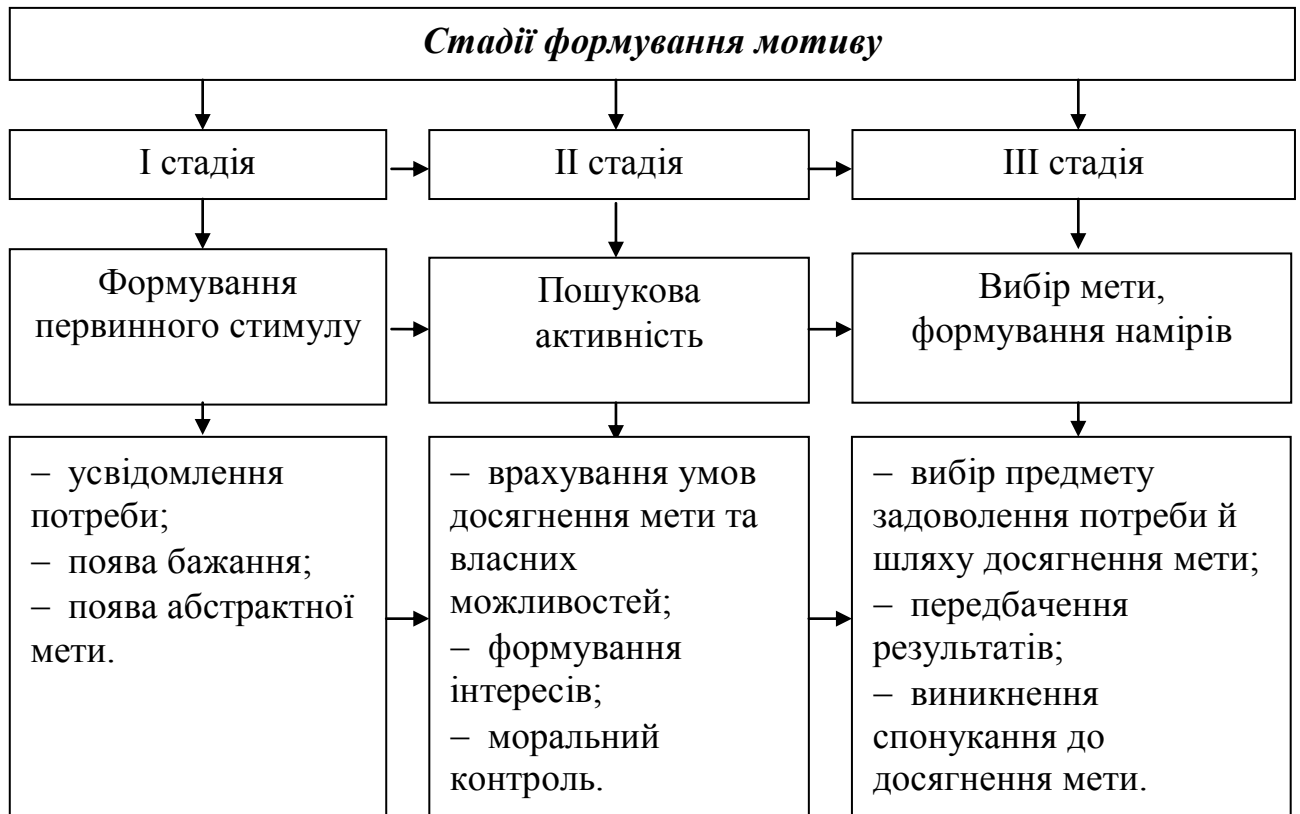 Стадії формування мотиву
І стадія
ІІ стадія
ІІІ стадія
Формування
первинного стимулу
Пошукова
активність
Вибір мети,
формування намірів
– усвідомлення
потреби;
– поява бажання;
– поява абстрактної
мети.
– врахування умов
досягнення мети та
власних
можливостей;
– формування
інтересів;
– моральний
контроль.
– вибір предмету
задоволення потреби й
шляху досягнення мети;
– передбачення
результатів;
– виникнення
спонукання до
досягнення мети.